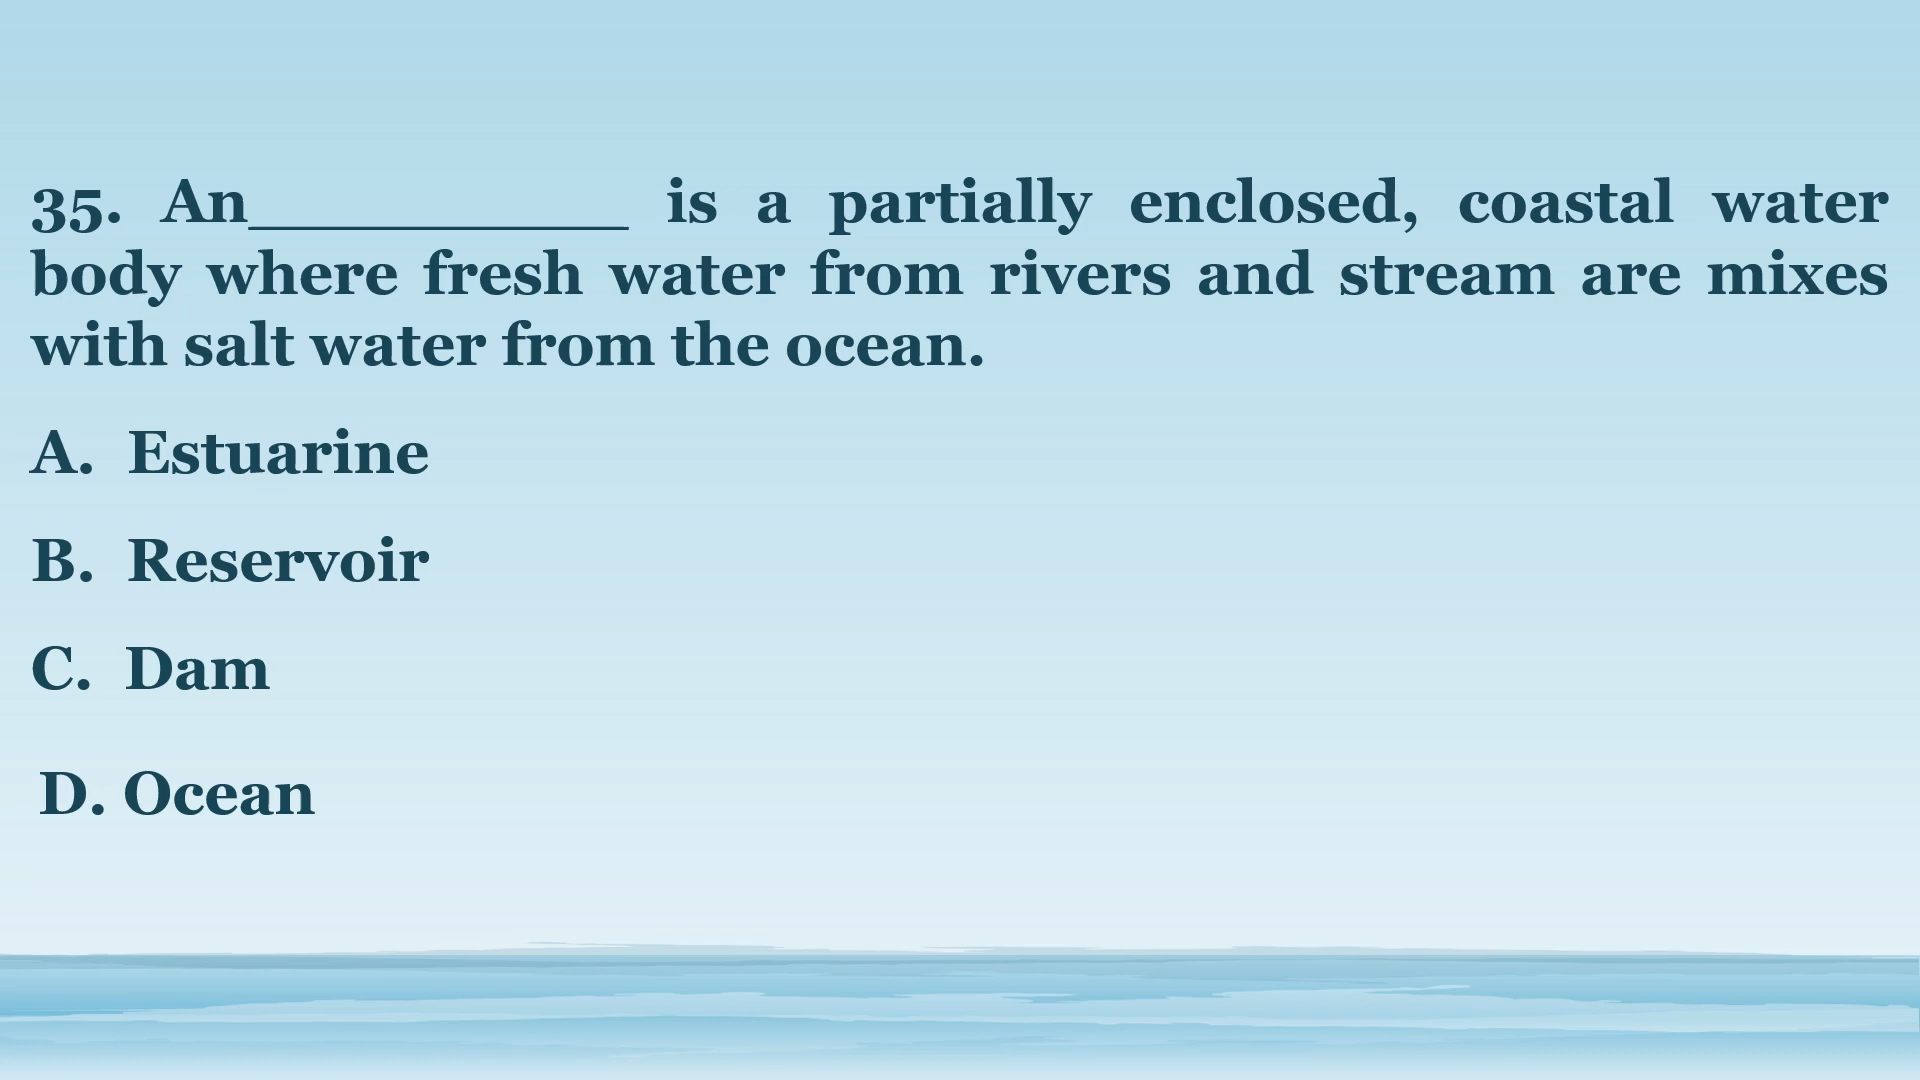 35. An___________ is a partially enclosed, coastal water
body where fresh water from rivers and stream are mixes
with salt water from the ocean.
A. Estuarine
B. Reservoir
C. Dam
D. Ocean